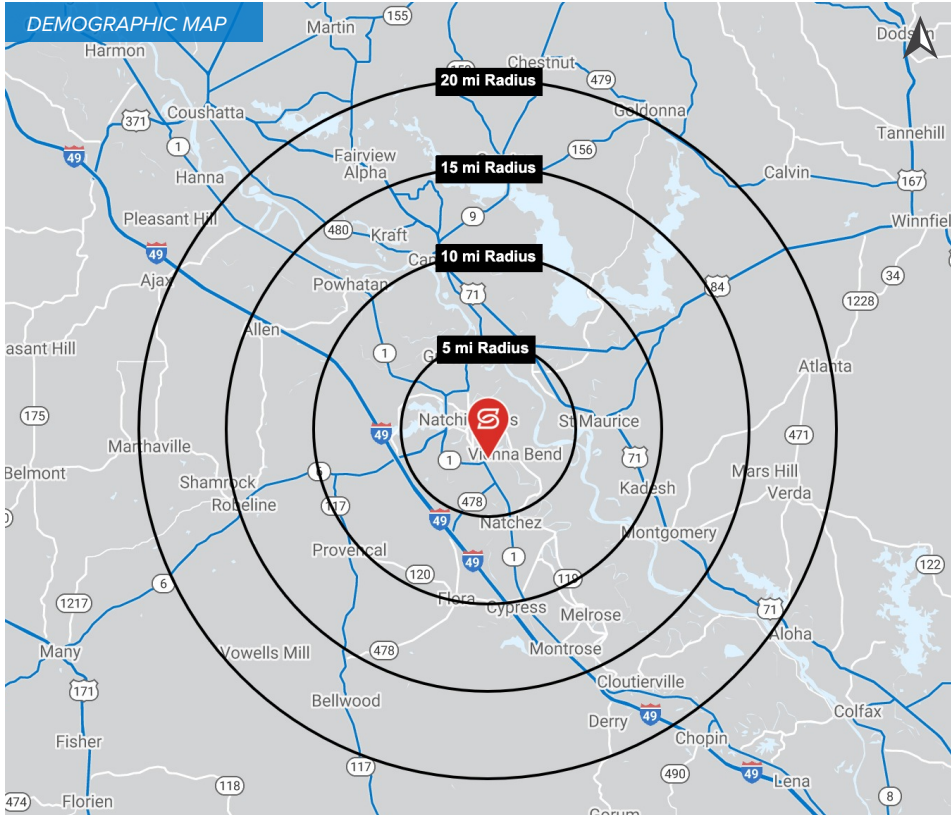 DEMOGRAPHIC MAP
155
Martin
Harmon
Chestnut
20 mi Radius
479
Goldonna
Coushatta
371
Tannehill
49
1
Fairview
Alpha
156
15 mi Radius
Hanna
Calvin
167
Pleasant Hill
9
480
Kraft
49
10 mi Radius
Ajax
Powhatan
71
84
34
1228
Allen
5 mi Radius
1
Atlanta
175
St Maurice
49
471
Marthaville
Vienna Bend
1
71
Belmont
Mars Hill
Verda
Shamrock
Robeline
6
117
478
Kadesh
49
Natchez
Montgomery
Provencal
49
1
122
120
119
6
1217
Flora
Cypress
Melrose
71
Aloha
Many
Vowells Mill
478
Montrose
171
Bellwood
Cloutierville
Derry
49
Colfax
Fisher
Chopin
117
490
49
Lena
118
474
Florien
8